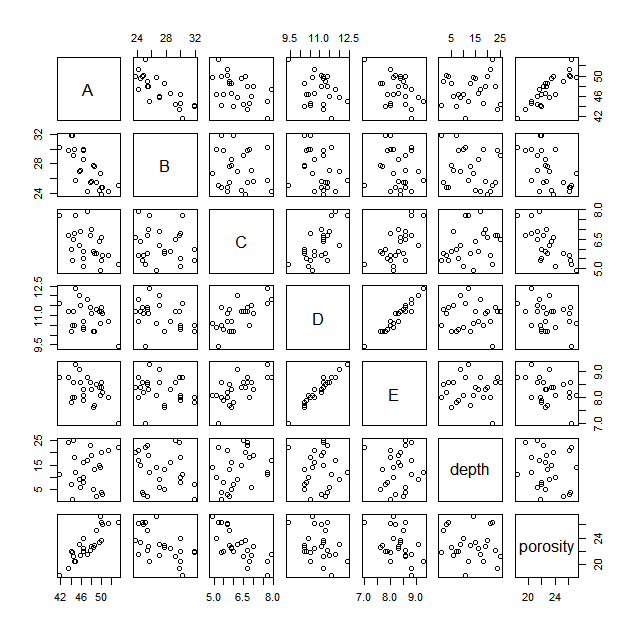 24 28 32
9.5 11.0 12.5
5 15 25
A
42 46 50
24 28 32
B
C
5.0 6.5 8.0
9.5 11.0 12.5
D
E
7.0 8.0 9.0
5 15 25
depth
porosity
20 24
42 46 50
5.0 6.5 8.0
7.0 8.0 9.0
20 24